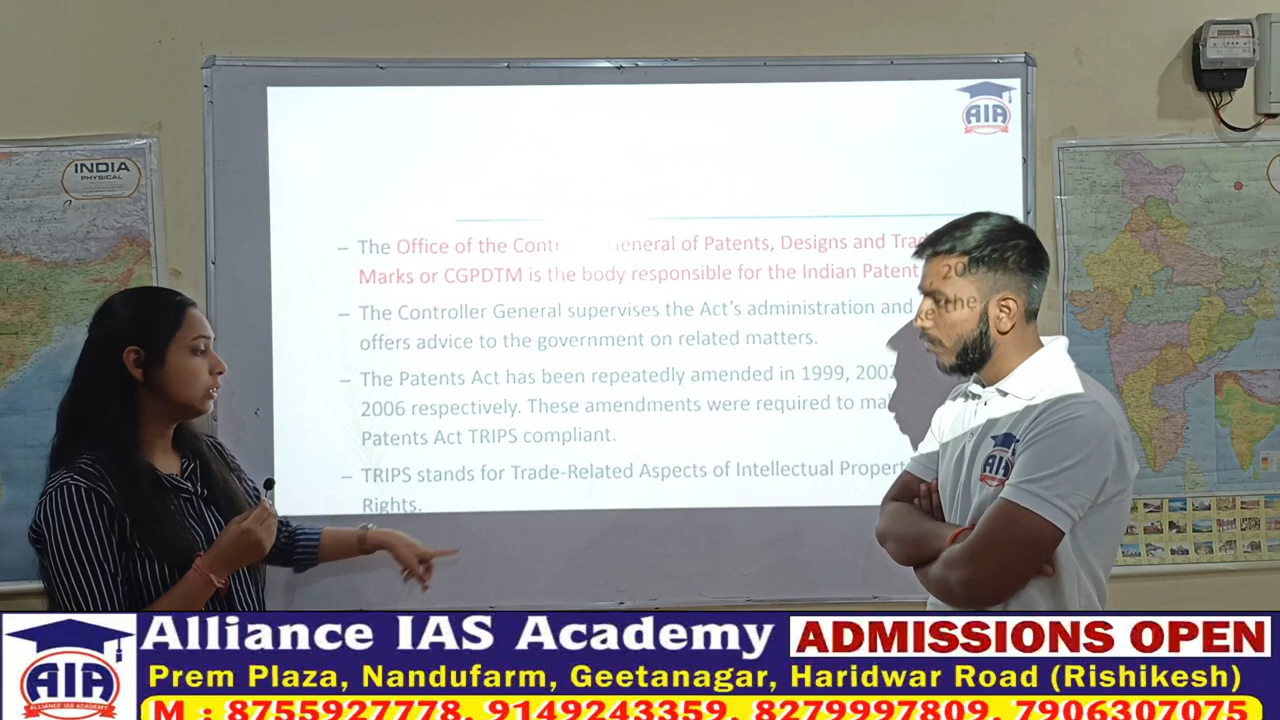 INDIA
PHYSICAL
AIA
– The Office of the General of Patents, Designs and
Marks or CGPDTM is the body responsible for the Indian Patent
– The Controller General supervises the Act's administration and
offers advice to the government on related matters.
– The Patents Act has been repeatedly amended in 1999,
2006 respectively. These amendments were required to
Patents Act TRIPS compliant.
– TRIPS stands for Trade-Related Aspects of Intellectual
Rights.
the
AIA
AIA
ALLIANCE IAS ACADEMY
Alliance IAS Academy
ADMISSIONS OPEN
Prem Plaza, Nandufarm, Geetanagar, Haridwar Road (Rishikesh)
M : 8755927778, 9149243359, 8279997809, 7906307075